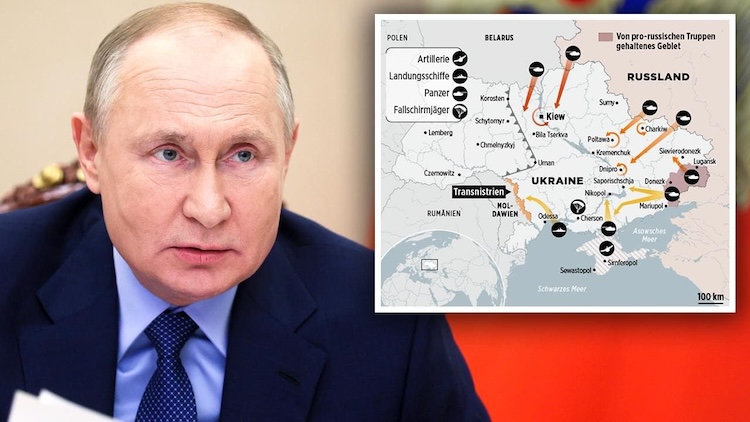 POLEN
BELARUS
Von pro-russischen Truppen
gehaltenes Gebiet
Artillerie
Landungsschiffe
Panzer
Fallschirmjäger
RUSSLAND
Korosten
Sumy
Kiew
Schytomyr
Lemberg
Bila Tserkva
Poltawa
Charkiw
Chmelnyzkyj
Kremenchuk
Sievierodonezk
Uman
Dnipro
Lugansk
Czernowitz
UKRAINE
Saporischschja
Donezk
Transnistrien
Nikopol
MOL-
DAWIEN
Mariupol
RUMÄNIEN
Odessa
Cherson
Asowsches
Meer
Simferopol
Sewastopol
Schwarzes Meer
100 km